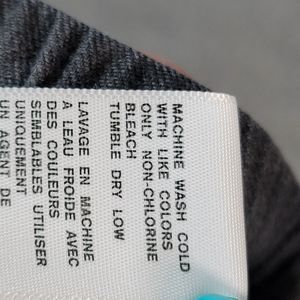 MACHINE WASH COLD
WITH LIKE COLORS
ONLY NON-CHLORINE
BLEACH
TUMBLE DRY LOW
LAVAGE EN MACHINE
A LEAU FROIDE AVEC
DES COULEURS
SEMBLABLES UTILISER
UNIQUEMENT
UN AGENT DE